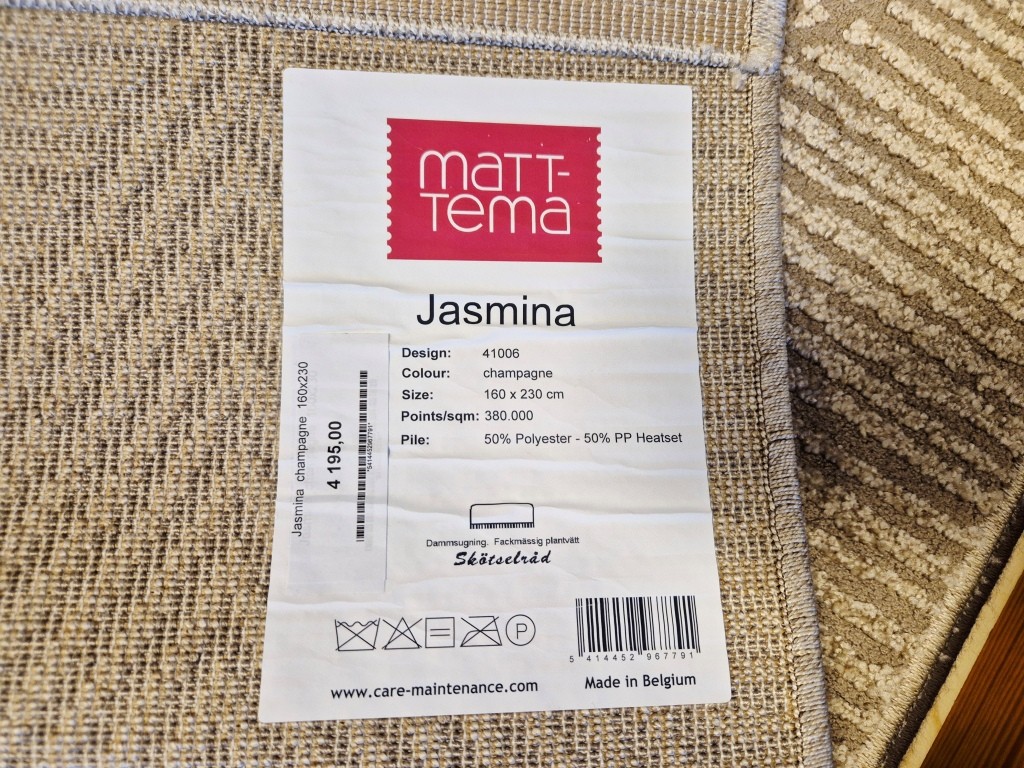 matt-
tema
Jasmina
Design: 41006
Colour: champagne
Size: 160 x 230 cm
Points/sqm: 380.000
Pile: 50% Polyester - 50% PP Heatset
Jasmina champagne 160x230
4 195,00
*5414452967791*
Dammsugning. Fackmässig plantvätt
Skötselråd
P
5 414452 967791
www.care-maintenance.com
Made in Belgium